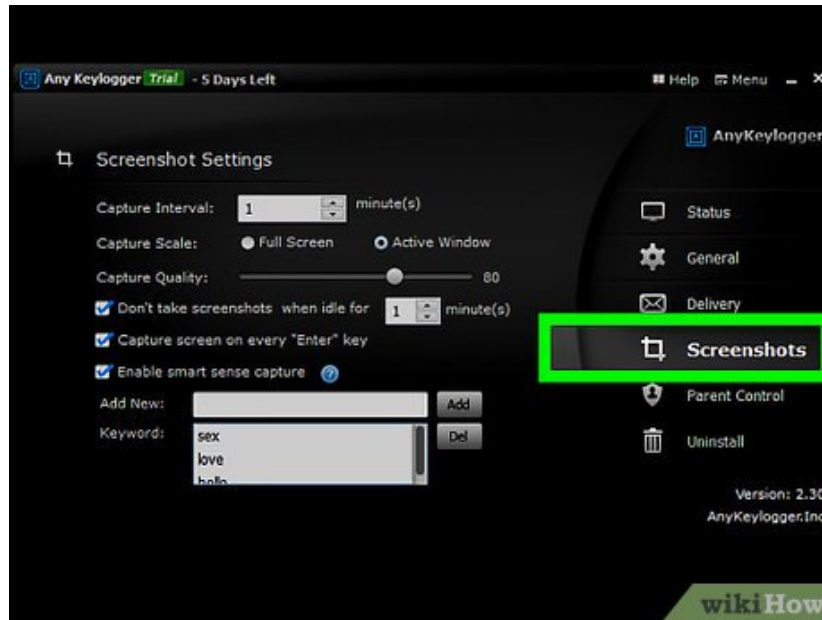 Any Keylogger Trial - 5 Days Left
Help Menu
AnyKeylogger
Screenshot Settings
Capture Interval: 1 minute(s)
Status
Capture Scale: Full Screen Active Window
General
Capture Quality: 80
Don't take screenshots when idle for 1 minute(s)
Delivery
Capture screen on every "Enter" key
Screenshots
Enable smart sense capture ?
Add New: Add
Parent Control
Keyword: Del
sex
love
hello
Uninstall
Version: 2.30
AnyKeylogger.Inc
wikiHow